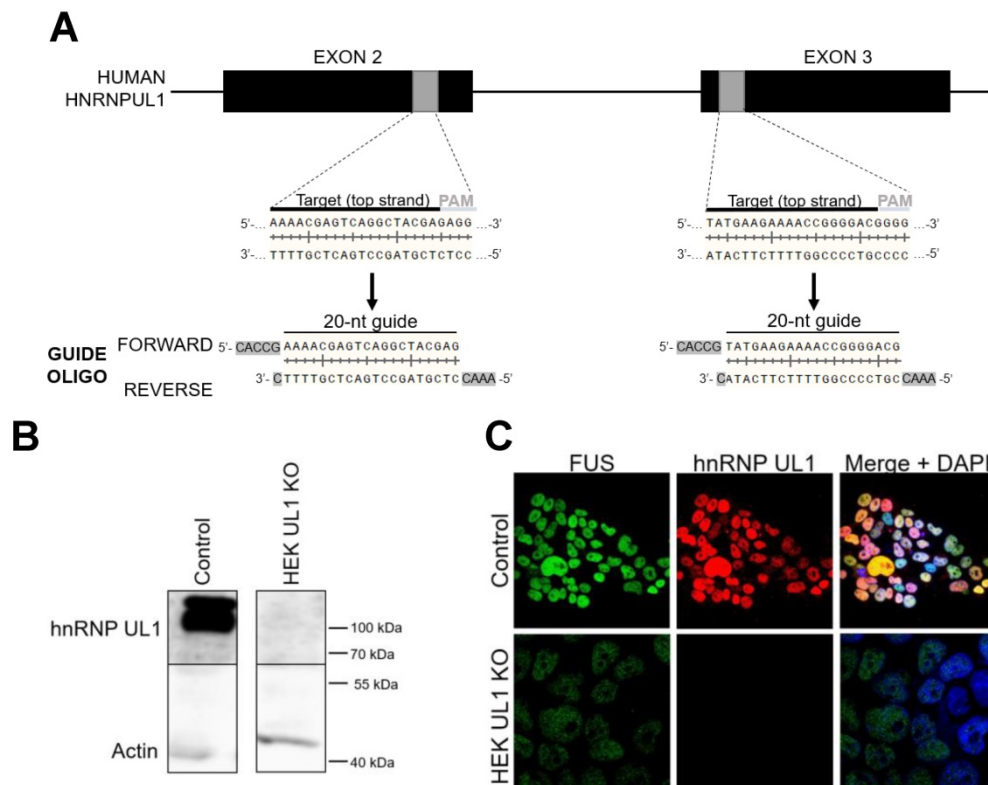 A
EXON 2 EXON 3
HUMAN
HNRNPUL1
Target (top strand) PAM Target (top strand) PAM
5'-... AAAACGAGTCAGGCTACGAGAGG ...-3' 5'-... TATGAAGAAAACCGGGGACGGGG ...-3'
3'-... TTTTGCTCAGTCCGATGCTCTCC ...-5' 3'-... ATACTTCTTTTGGCCCCTGCCCC ...-5'
20-nt guide 20-nt guide
GUIDE
OLIGO
FORWARD 5'- CACCG AAAACGAGTCAGGCTACGAG 5'- CACCG TATGAAGAAAACCGGGGACG
REVERSE 3'- C TTTTGCTCAGTCCGATGCTC CAAA -5' 3'- C ATACTTCTTTTGGCCCCTGC CAAA -5'
B
Control
HEK UL1 KO
hnRNP UL1
100 kDa
70 kDa
55 kDa
Actin
40 kDa
C
FUS hnRNP UL1 Merge + DAPI
Control
HEK UL1 KO